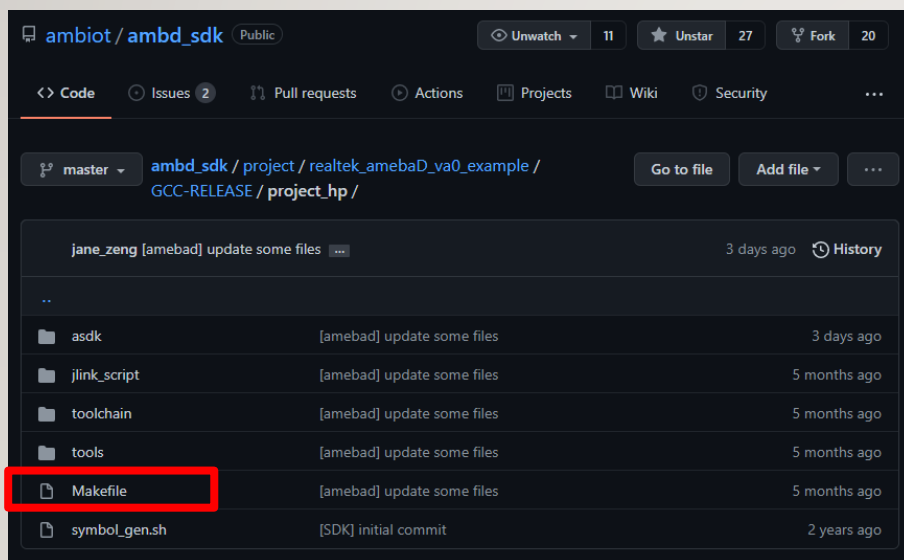 ambiot / ambd_sdk Public Unwatch 11 Unstar 27 Fork 20
<> Code Issues 2 Pull requests Actions Projects Wiki Security ...
master ambd_sdk / project / realtek_amebaD_va0_example / Go to file Add file ...
GCC-RELEASE / project_hp /
jane_zeng [amebad] update some files ... 3 days ago History
..
asdk [amebad] update some files 3 days ago
jlink_script [amebad] update some files 5 months ago
toolchain [amebad] update some files 5 months ago
tools [amebad] update some files 5 months ago
Makefile [amebad] update some files 5 months ago
symbol_gen.sh [SDK] initial commit 2 years ago